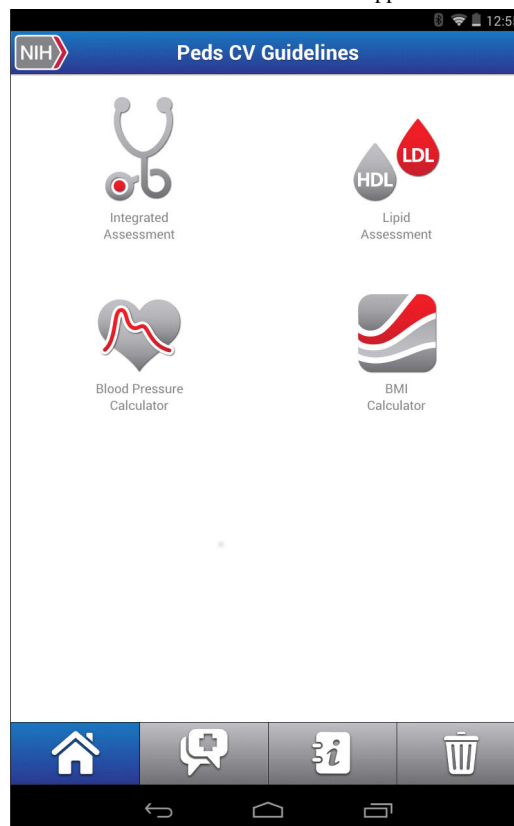 12:5
NIH
Peds CV Guidelines
LDL
HDL
Integrated
Assessment
Lipid
Assessment
Blood Pressure
Calculator
BMI
Calculator
i